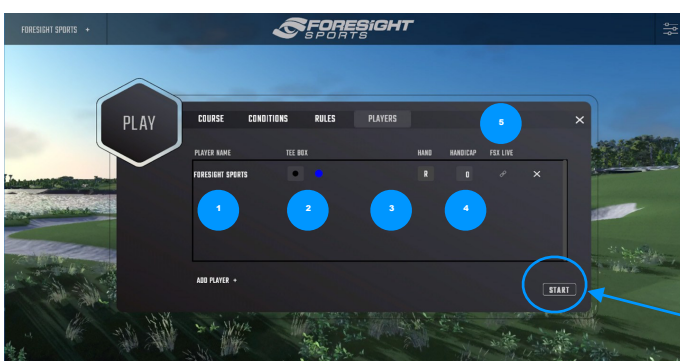 FORESIGHT SPORTS +
FORESIGHT
SPORTS
PLAY
COURSE CONDITIONS RULES PLAYERS
5
PLAYER NAME TEE BOX HAND HANDICAP FSX LIVE
FORESIGHT SPORTS R 0
1 2 3 4
ADD PLAYER +
START